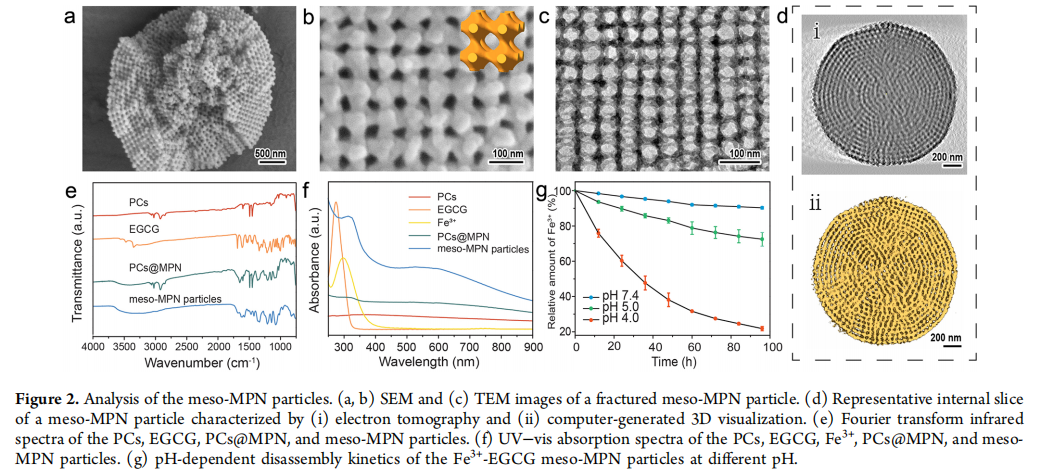 a
500 nm
b
100 nm
c
100 nm
d
i
200 nm
ii
200 nm
e
PCs
EGCG
PCs@MPN
meso-MPN particles
Transmittance (a.u.)
4000 3500 3000 2500 2000 1500 1000
Wavenumber (cm⁻¹)
f
PCs
EGCG
Fe³⁺
PCs@MPN
meso-MPN particles
Absorbance (a.u.)
300 400 500 600 700 800 900
Wavelength (nm)
g
Relative amount of Fe³⁺ (%)
100
80
60
40
20
pH 7.4
pH 5.0
pH 4.0
0 20 40 60 80 100
Time (h)
Figure 2. Analysis of the meso-MPN particles. (a, b) SEM and (c) TEM images of a fractured meso-MPN particle. (d) Representative internal slice
of a meso-MPN particle characterized by (i) electron tomography and (ii) computer-generated 3D visualization. (e) Fourier transform infrared
spectra of the PCs, EGCG, PCs@MPN, and meso-MPN particles. (f) UV−vis absorption spectra of the PCs, EGCG, Fe³⁺, PCs@MPN, and meso-
MPN particles. (g) pH-dependent disassembly kinetics of the Fe³⁺-EGCG meso-MPN particles at different pH.